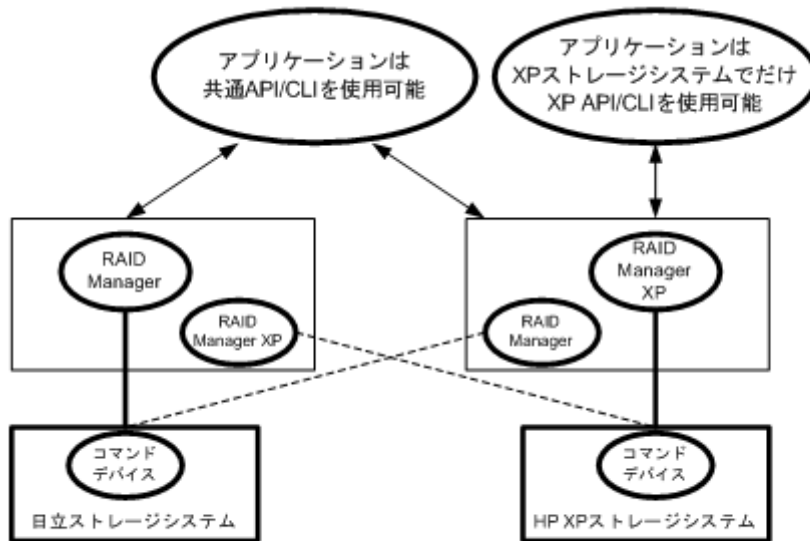 アプリケーションは
共通API/CLIを使用可能
アプリケーションは
XPストレージシステムでだけ
XP API/CLIを使用可能
RAID
Manager
RAID
Manager XP
RAID
Manager
XP
RAID
Manager
コマンド
デバイス
日立ストレージシステム
コマンド
デバイス
HP XPストレージシステム